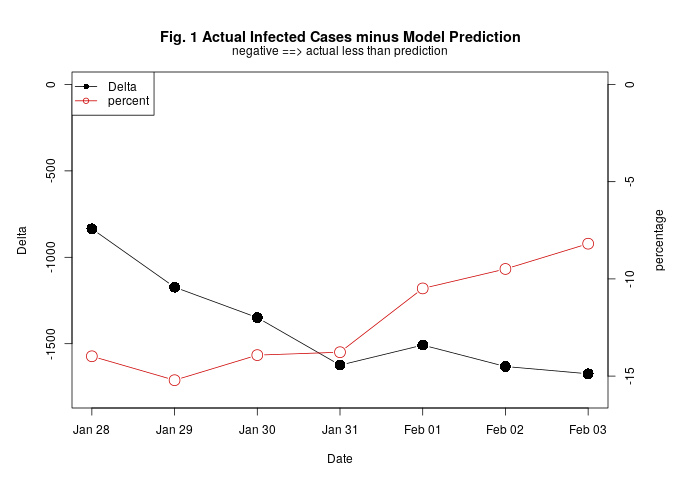 Fig. 1 Actual Infected Cases minus Model Prediction
negative ==> actual less than prediction
Delta
percent
0
-500
-1000
-1500
Delta
0
-5
-10
-15
percentage
Jan 28 Jan 29 Jan 30 Jan 31 Feb 01 Feb 02 Feb 03
Date